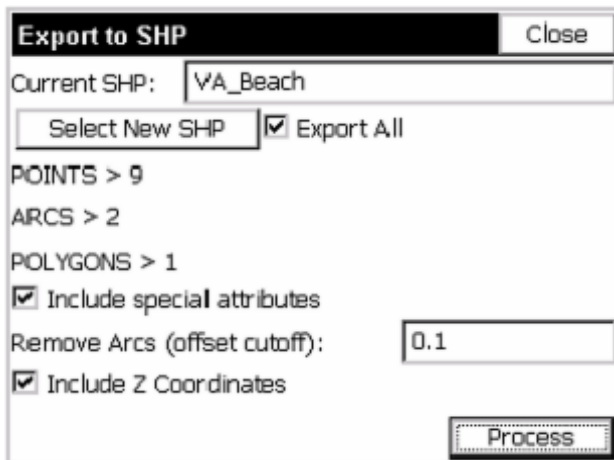 Export to SHP Close
Current SHP: VA_Beach
Select New SHP Export All
POINTS > 9
ARCS > 2
POLYGONS > 1
Include special attributes
Remove Arcs (offset cutoff): 0.1
Include Z Coordinates
Process